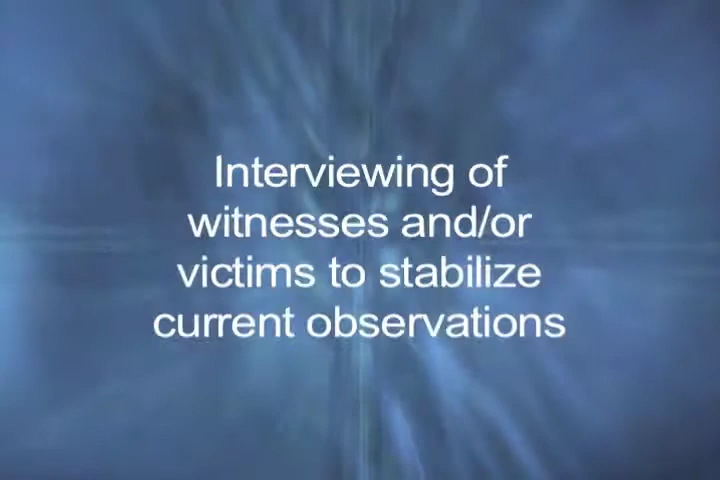 Interviewing of
witnesses and/or
victims to stabilize
current observations